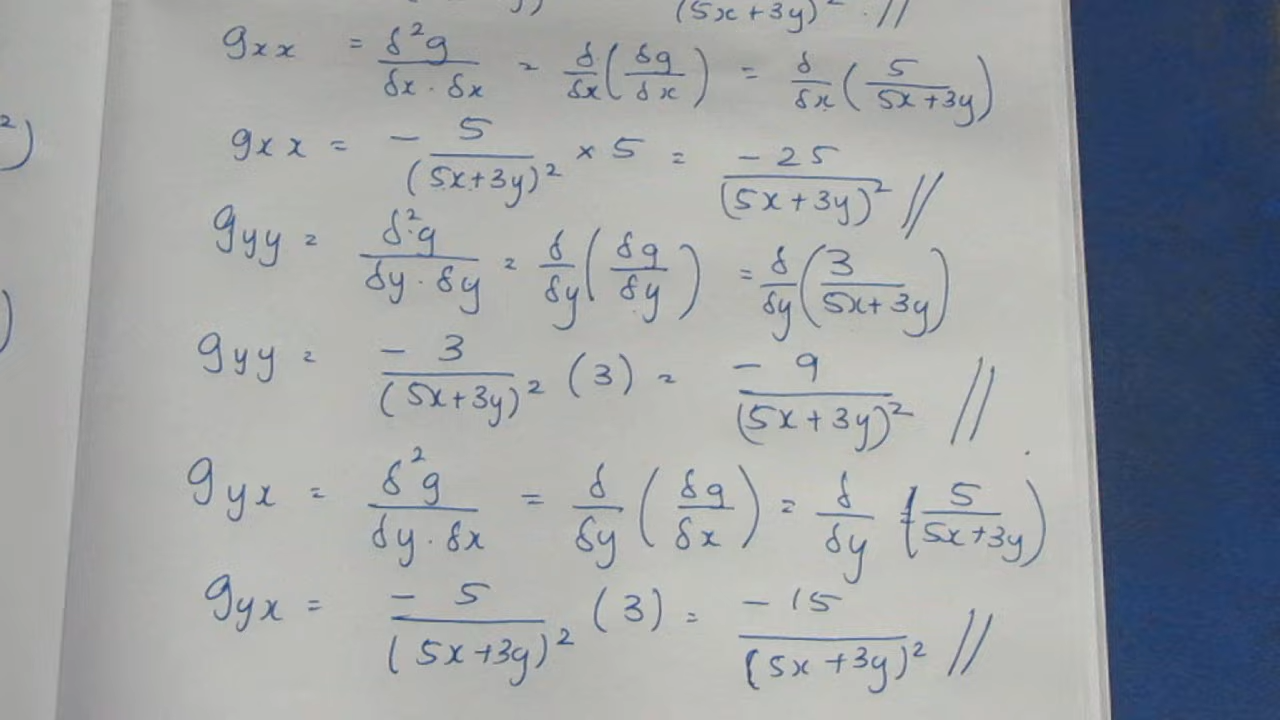 (5x+3y)² . //
gxx = δ²g / δx · δx = δ/δx (δg/δx) = δ/δx (5 / 5x+3y)
gxx = - 5 / (5x+3y)² × 5 = -25 / (5x+3y)² //
gyy = δ²g / δy · δy = δ/δy (δg/δy) = δ/δy (3 / 5x+3y)
gyy = - 3 / (5x+3y)² (3) = - 9 / (5x+3y)² //
gyx = δ²g / δy · δx = δ/δy (δg/δx) = δ/δy (5 / 5x+3y)
gyx = - 5 / (5x+3y)² (3) = -15 / (5x+3y)² //